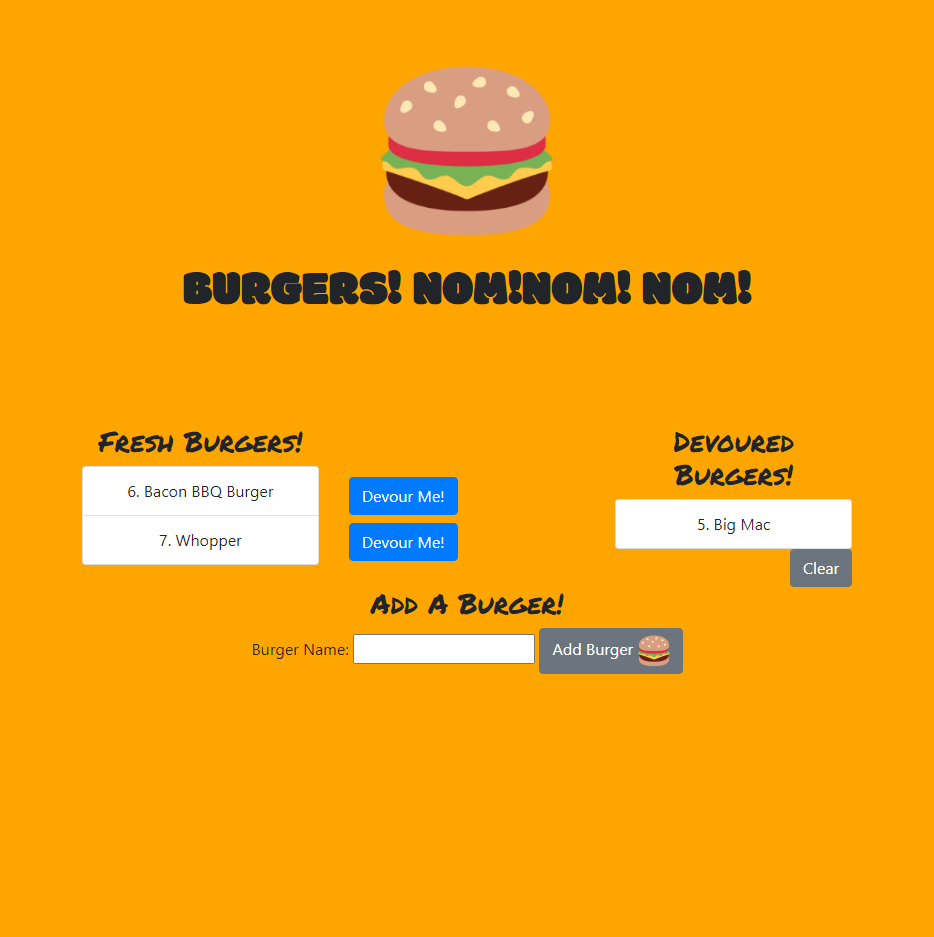 BURGERS! NOM!NOM! NOM!
Fresh Burgers!
6. Bacon BBQ Burger
Devour Me!
7. Whopper
Devour Me!
Devoured
Burgers!
5. Big Mac
Clear
Add A Burger!
Burger Name:
Add Burger